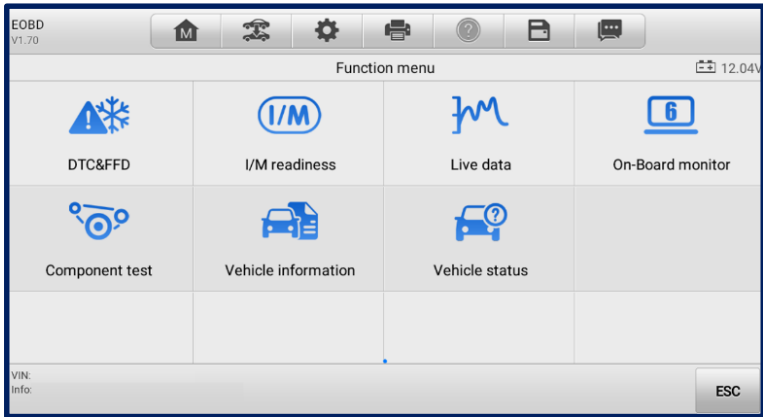 EOBD
V1.70
M
Function menu
12.04V
I/M
6
DTC&FFD
I/M readiness
Live data
On-Board monitor
Component test
Vehicle information
Vehicle status
VIN:
Info:
ESC